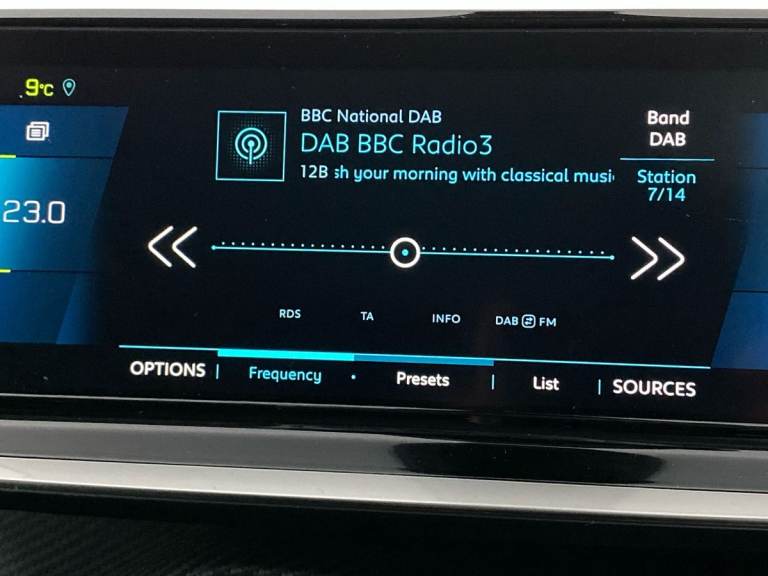 9°C
BBC National DAB
DAB BBC Radio3
12B sh your morning with classical musi
Band
DAB
Station
7/14
23.0
RDS
TA
INFO
DAB FM
OPTIONS | Frequency • Presets | List | SOURCES